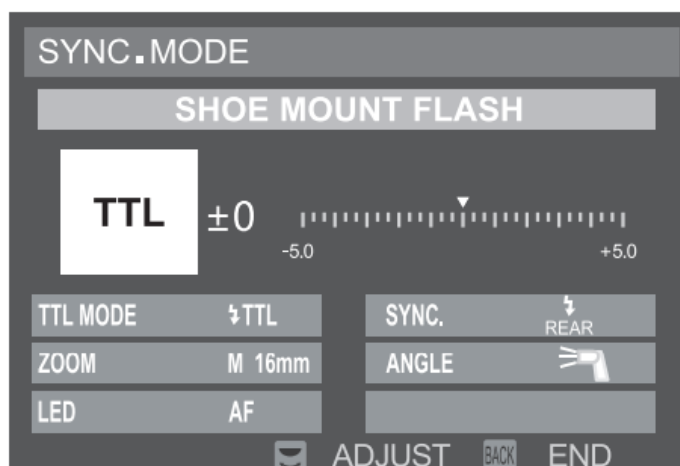 SYNC.MODE
SHOE MOUNT FLASH
TTL ±0
-5.0 +5.0
TTL MODE TTL SYNC. REAR
ZOOM M 16mm ANGLE
LED AF
ADJUST BACK END